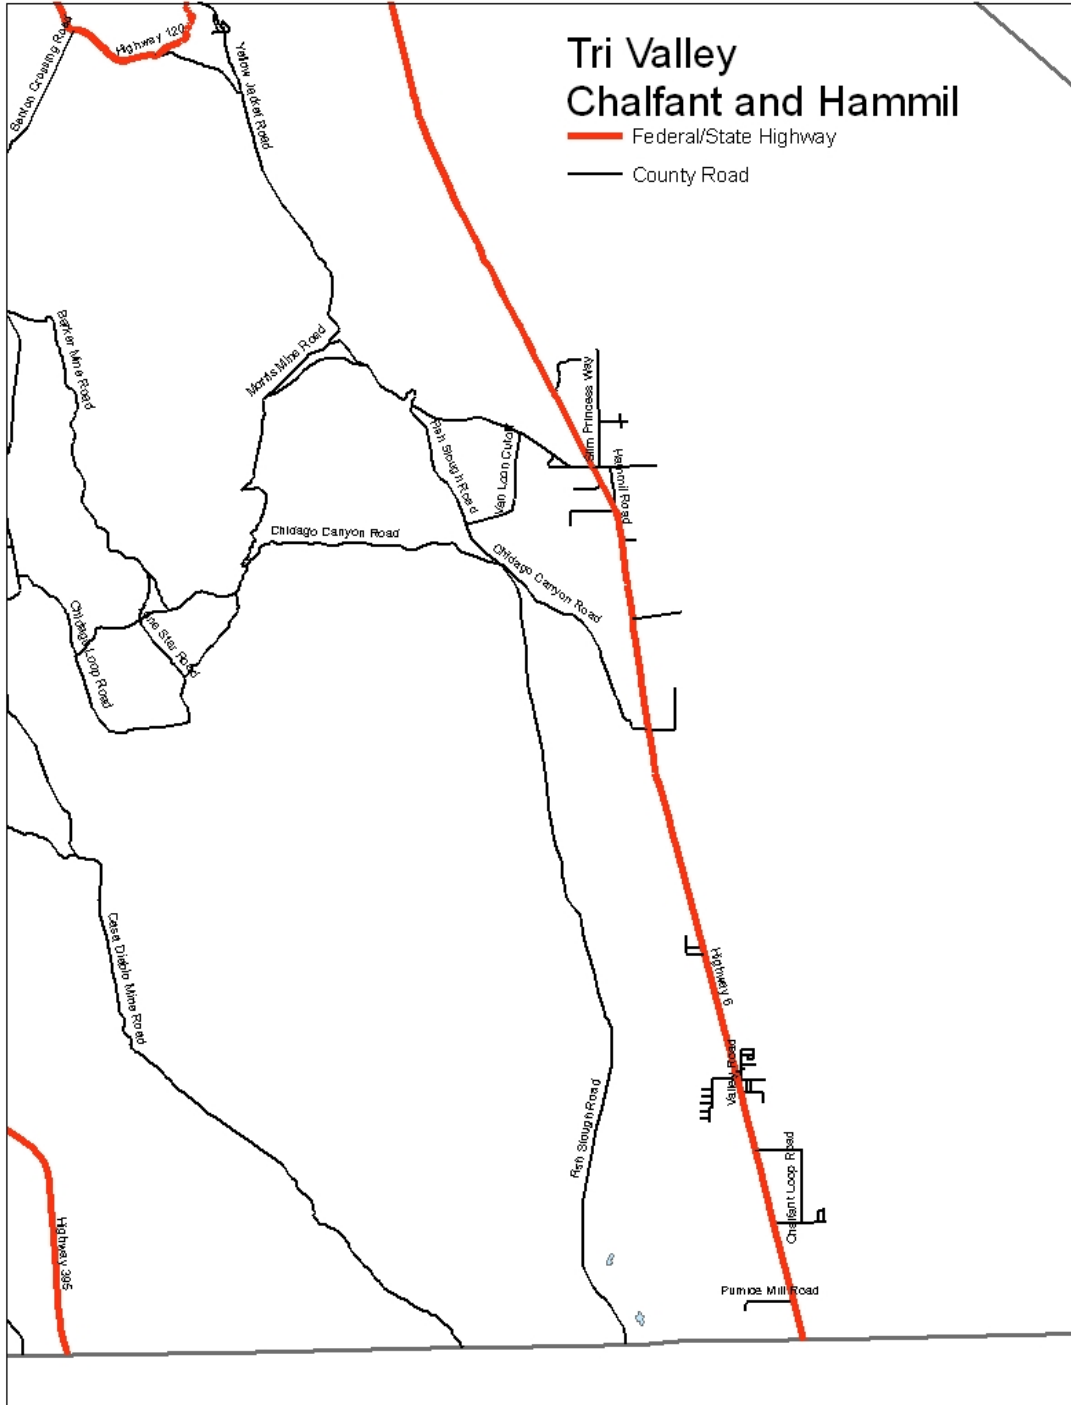 Tri Valley
Chalfant and Hammil
Federal/State Highway
County Road
Benton Crossing Road
Highway 120
Yellow Jacket Road
Barker Mine Road
Morris Mine Road
Fish Slough Road
Van Loon Cutoff
Slim Princess Way
Hammil Road
Chidago Canyon Road
Chidago Canyon Road
Chidago Loop Road
Star Road
Casa Diablo Mine Road
Highway 6
Valley Road
Fish Slough Road
Chalfant Loop Road
Highway 395
Pumice Mill Road